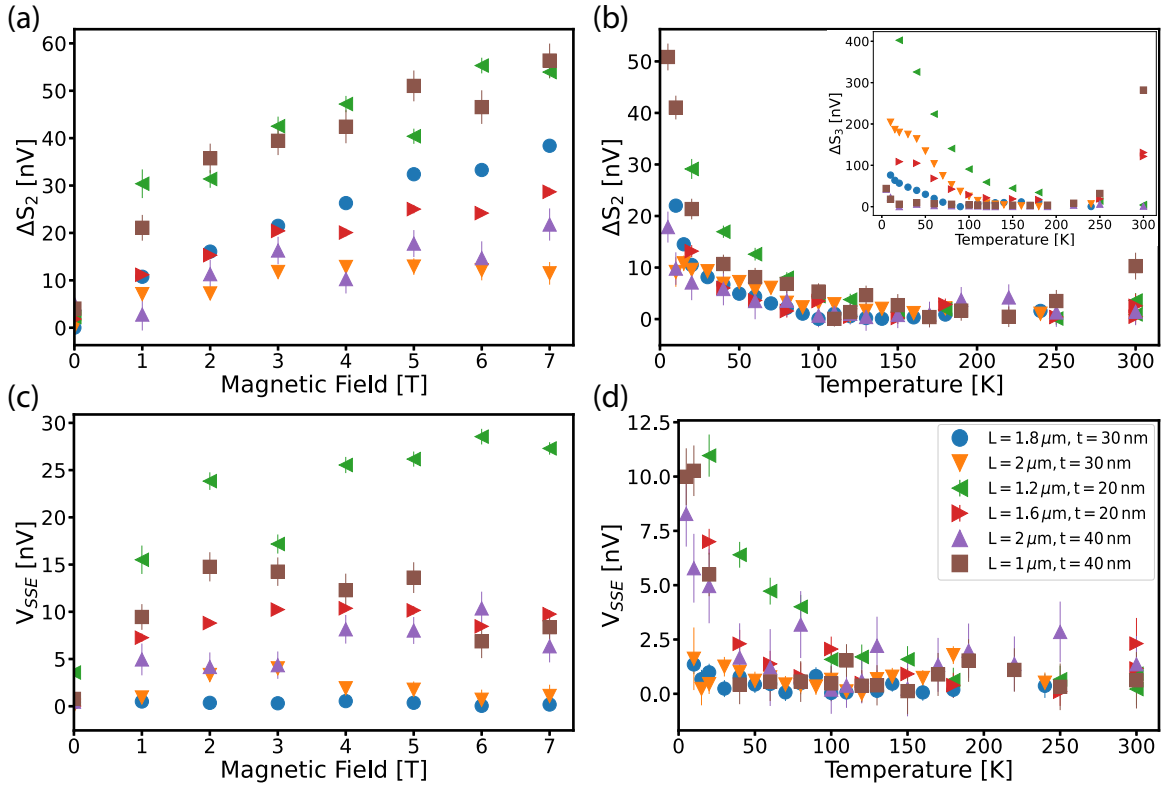 (a)
60
50
40
30
20
10
0
ΔS₂ [nV]
0 1 2 3 4 5 6 7
Magnetic Field [T]
(b)
50
40
30
20
10
0
ΔS₂ [nV]
0 50 100 150 200 250 300
Temperature [K]
400
300
200
100
0
ΔS₃ [nV]
0 50 100 150 200 250 300
Temperature [K]
(c)
30
25
20
15
10
5
0
V_SSE [nV]
0 1 2 3 4 5 6 7
Magnetic Field [T]
(d)
12.5
10.0
7.5
5.0
2.5
0.0
V_SSE [nV]
0 50 100 150 200 250 300
Temperature [K]
L = 1.8 μm, t = 30 nm
L = 2 μm, t = 30 nm
L = 1.2 μm, t = 20 nm
L = 1.6 μm, t = 20 nm
L = 2 μm, t = 40 nm
L = 1 μm, t = 40 nm